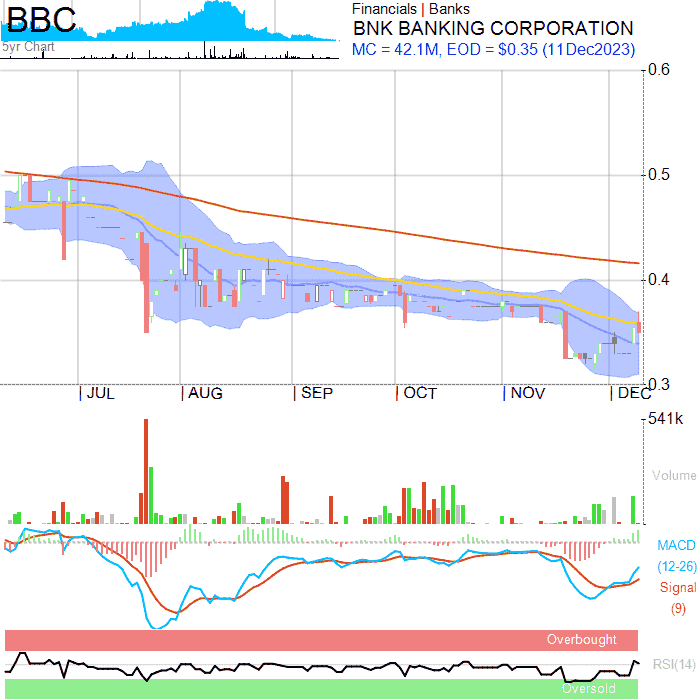 BBC
5yr Chart
Financials | Banks
BNK BANKING CORPORATION
MC = 42.1M, EOD = $0.35 (11Dec2023)
0.6
0.5
0.4
0.3
JUL AUG SEP OCT NOV DEC
541k
Volume
MACD
(12-26)
Signal
(9)
Overbought
RSI(14)
Oversold